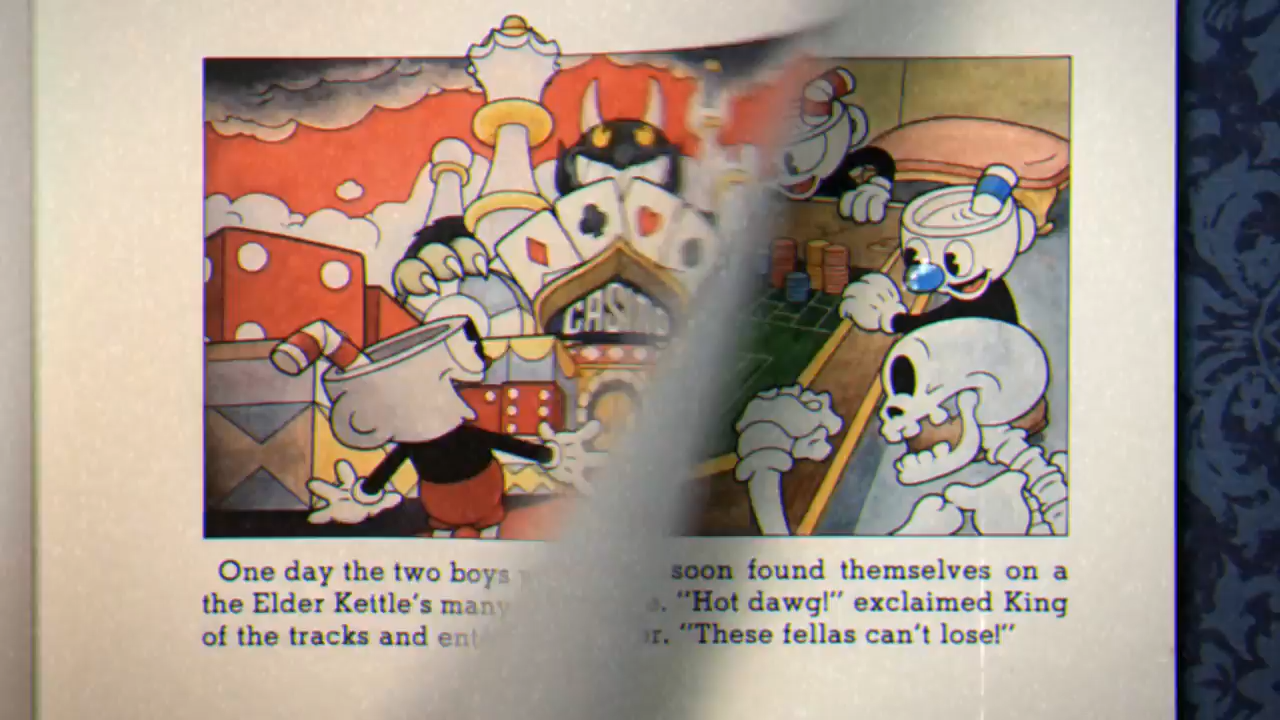 CASINO
One day the two boys
soon found themselves on a
the Elder Kettle's many
"Hot dawg!" exclaimed King
of the tracks and
"These fellas can't lose!"